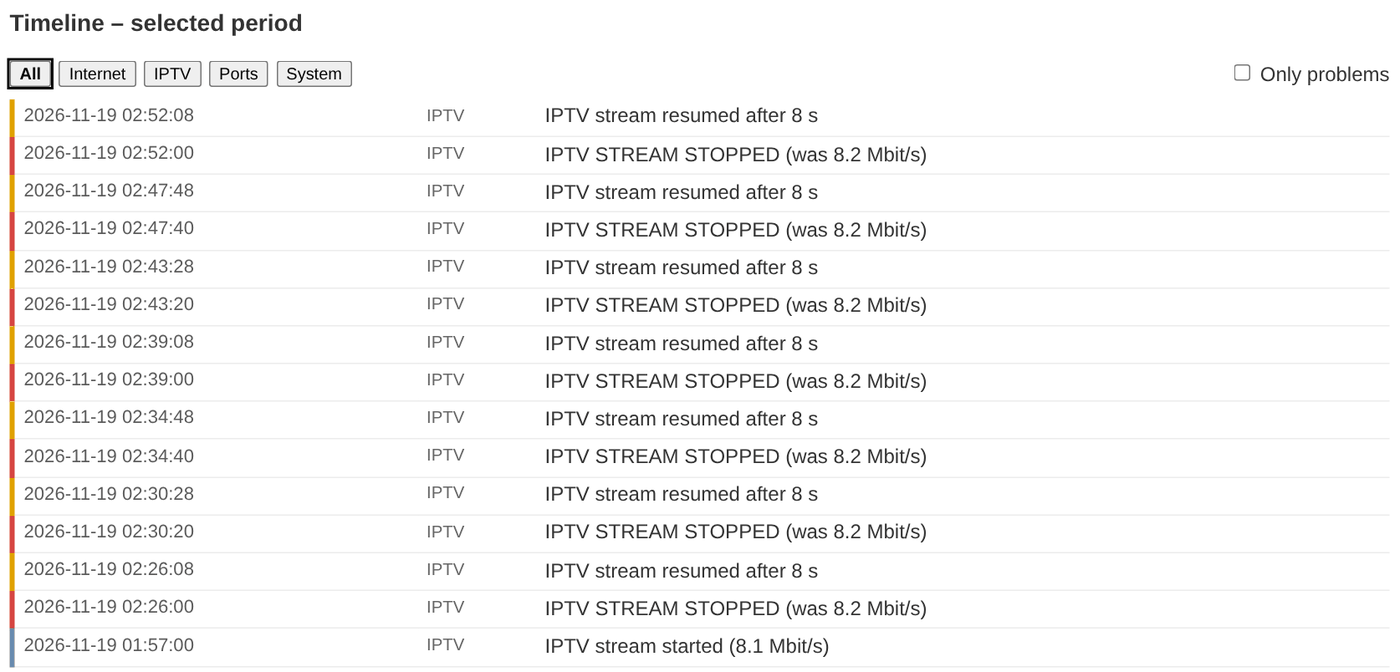 Timeline – selected period
All Internet IPTV Ports System Only problems
2026-11-19 02:52:08 IPTV IPTV stream resumed after 8 s
2026-11-19 02:52:00 IPTV IPTV STREAM STOPPED (was 8.2 Mbit/s)
2026-11-19 02:47:48 IPTV IPTV stream resumed after 8 s
2026-11-19 02:47:40 IPTV IPTV STREAM STOPPED (was 8.2 Mbit/s)
2026-11-19 02:43:28 IPTV IPTV stream resumed after 8 s
2026-11-19 02:43:20 IPTV IPTV STREAM STOPPED (was 8.2 Mbit/s)
2026-11-19 02:39:08 IPTV IPTV stream resumed after 8 s
2026-11-19 02:39:00 IPTV IPTV STREAM STOPPED (was 8.2 Mbit/s)
2026-11-19 02:34:48 IPTV IPTV stream resumed after 8 s
2026-11-19 02:34:40 IPTV IPTV STREAM STOPPED (was 8.2 Mbit/s)
2026-11-19 02:30:28 IPTV IPTV stream resumed after 8 s
2026-11-19 02:30:20 IPTV IPTV STREAM STOPPED (was 8.2 Mbit/s)
2026-11-19 02:26:08 IPTV IPTV stream resumed after 8 s
2026-11-19 02:26:00 IPTV IPTV STREAM STOPPED (was 8.2 Mbit/s)
2026-11-19 01:57:00 IPTV IPTV stream started (8.1 Mbit/s)